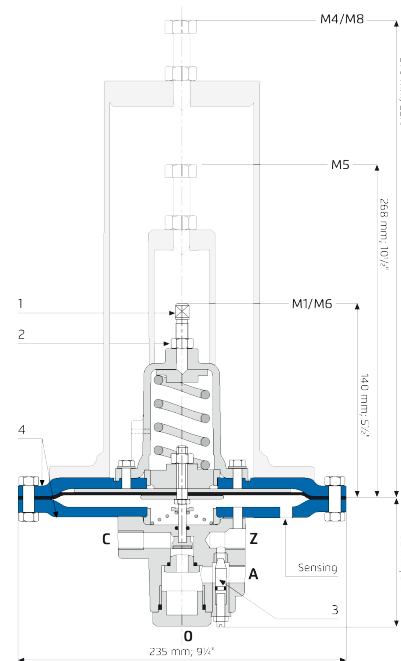 M4/M8
M5
268 mm; 10½"
1
M1/M6
2
140 mm; 5½"
4
C
Z
A
Sensing
3
O
235 mm; 9¼"